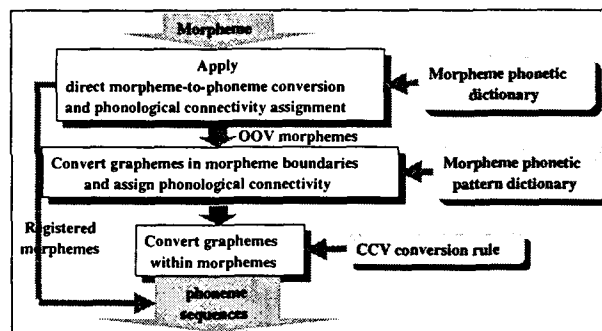 Morpheme
Apply
direct morpheme-to-phoneme conversion
and phonological connectivity assignment
Morpheme phonetic
dictionary
OOV morphemes
Convert graphemes in morpheme boundaries
and assign phonological connectivity
Morpheme phonetic
pattern dictionary
Registered
morphemes
Convert graphemes
within morphemes
CCV conversion rule
phoneme
sequences